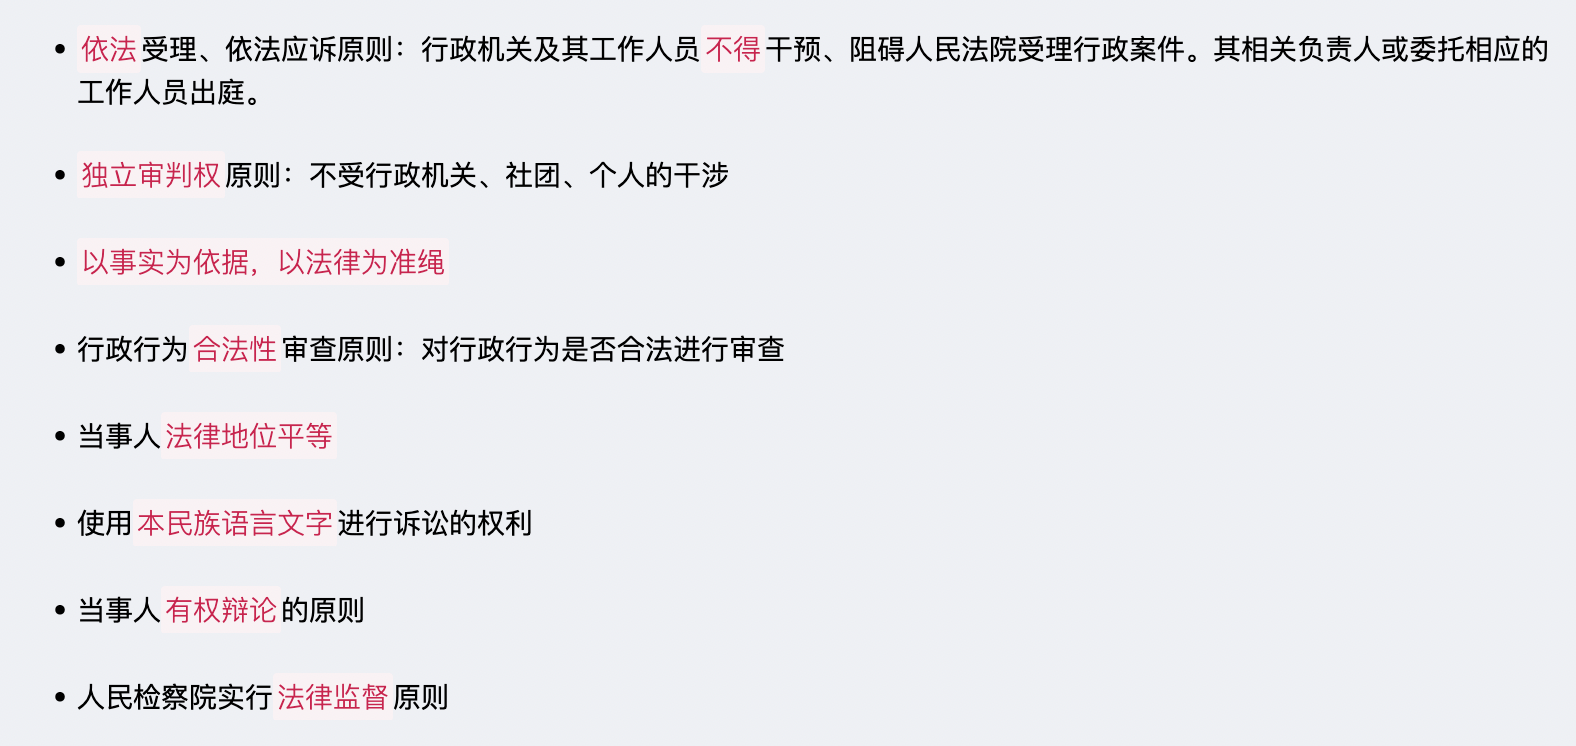 • 依法受理、依法应诉原则：行政机关及其工作人员不得干预、阻碍人民法院受理行政案件。其相关负责人或委托相应的
工作人员出庭。
• 独立审判权原则：不受行政机关、社团、个人的干涉
• 以事实为依据，以法律为准绳
• 行政行为合法性审查原则：对行政行为是否合法进行审查
• 当事人法律地位平等
• 使用本民族语言文字进行诉讼的权利
• 当事人有权辩论的原则
• 人民检察院实行法律监督原则